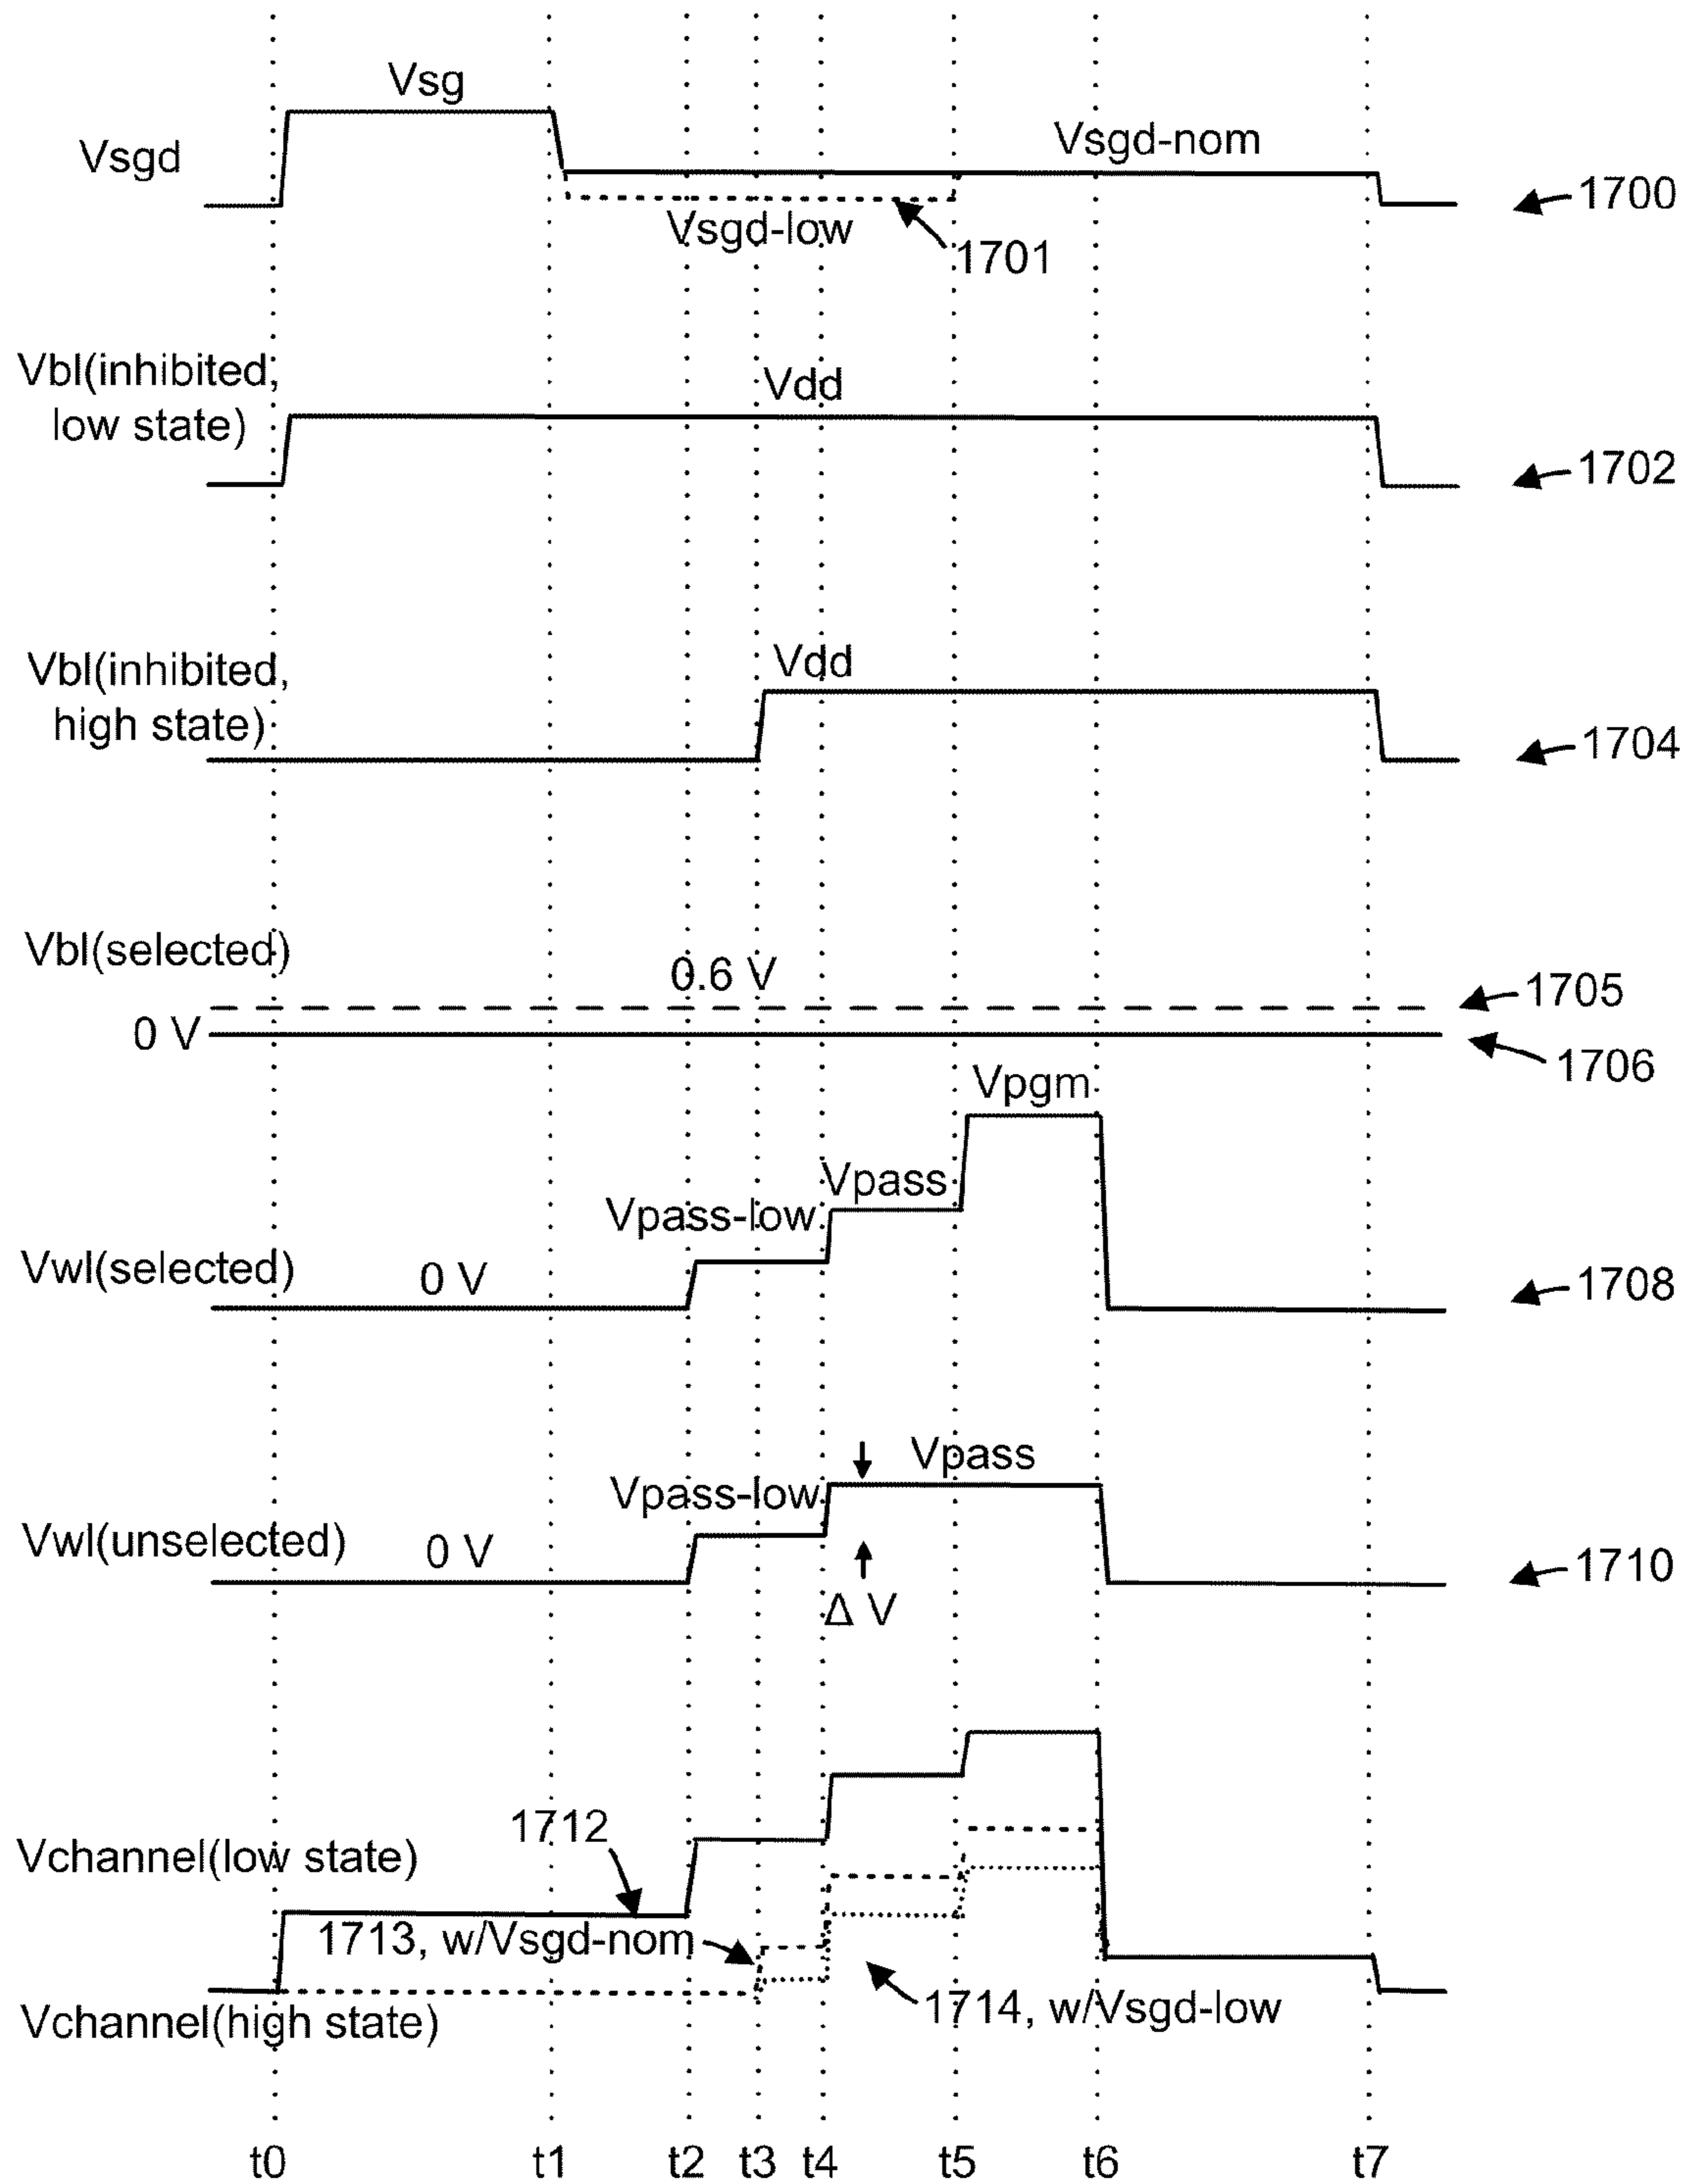 Vsg
Vsgd
Vsgd-nom
1700
Vsgd-low
1701
Vbl(inhibited,
low state)
Vdd
1702
Vbl(inhibited,
high state)
Vdd
1704
Vbl(selected)
0.6 V
1705
0 V
1706
Vpgm
Vpass
Vpass-low
Vwl(selected)
0 V
1708
Vpass
Vpass-low
Vwl(unselected)
0 V
1710
Δ V
1712
Vchannel(low state)
1713, w/Vsgd-nom
1714, w/Vsgd-low
Vchannel(high state)
t0 t1 t2 t3 t4 t5 t6 t7